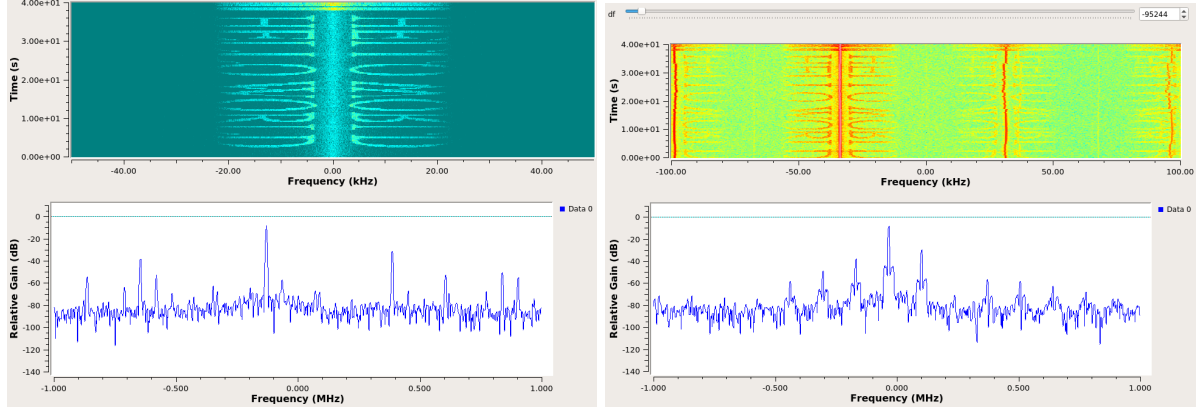 4.00e+01
3.00e+01
2.00e+01
1.00e+01
0.00e+00
Time (s)
-40.00 -20.00 0.00 20.00 40.00
Frequency (kHz)
0
-20
-40
-60
-80
-100
-120
-140
Relative Gain (dB)
Data 0
-1.000 -0.500 0.000 0.500 1.000
Frequency (MHz)
df
-95244
4.00e+01
3.00e+01
2.00e+01
1.00e+01
0.00e+00
Time (s)
-100.00 -50.00 0.00 50.00 100.00
Frequency (kHz)
0
-20
-40
-60
-80
-100
-120
-140
Relative Gain (dB)
Data 0
-1.000 -0.500 0.000 0.500 1.000
Frequency (MHz)